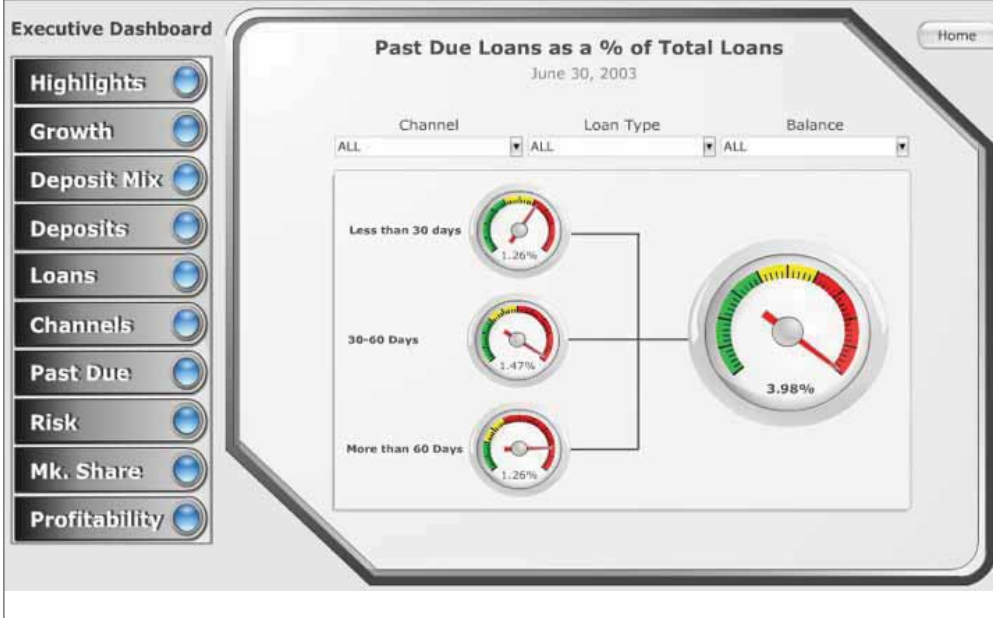 Executive Dashboard
Highlights
Growth
Deposit Mix
Deposits
Loans
Channels
Past Due
Risk
Mk. Share
Profitability
Home
Past Due Loans as a % of Total Loans
June 30, 2003
Channel Loan Type Balance
ALL ALL ALL
Less than 30 days
1.26%
30-60 Days
1.47%
More than 60 Days
1.26%
3.98%